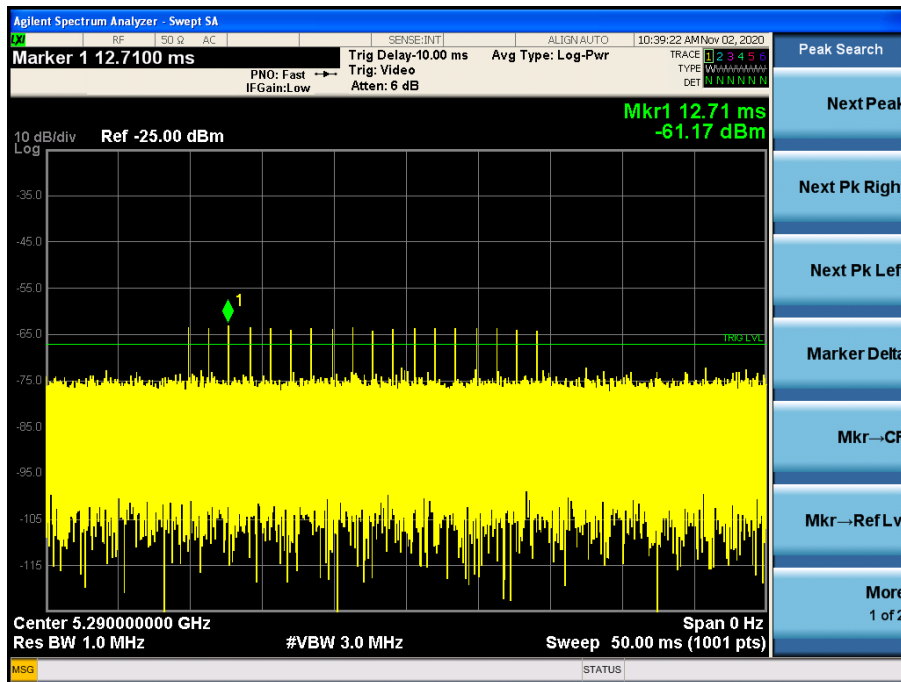 Agilent Spectrum Analyzer - Swept SA
LXI RF 50 Ω AC SENSE:INT ALIGN AUTO 10:39:22 AM Nov 02, 2020
Marker 1 12.7100 ms
PNO: Fast
IFGain:Low
Trig Delay-10.00 ms
Trig: Video
Atten: 6 dB
Avg Type: Log-Pwr
TRACE 1 2 3 4 5 6
TYPE WWWWWW
DET N N N N N N
Mkr1 12.71 ms
-61.17 dBm
10 dB/div Ref -25.00 dBm
Log
-35.0
-45.0
-55.0
1
-65.0
TRIG LVL
-75.0
-85.0
-95.0
-105
-115
Center 5.290000000 GHz Span 0 Hz
Res BW 1.0 MHz #VBW 3.0 MHz Sweep 50.00 ms (1001 pts)
MSG STATUS
Peak Search
Next Peak
Next Pk Righ
Next Pk Lef
Marker Delta
Mkr→CF
Mkr→Ref Lv
More
1 of 2